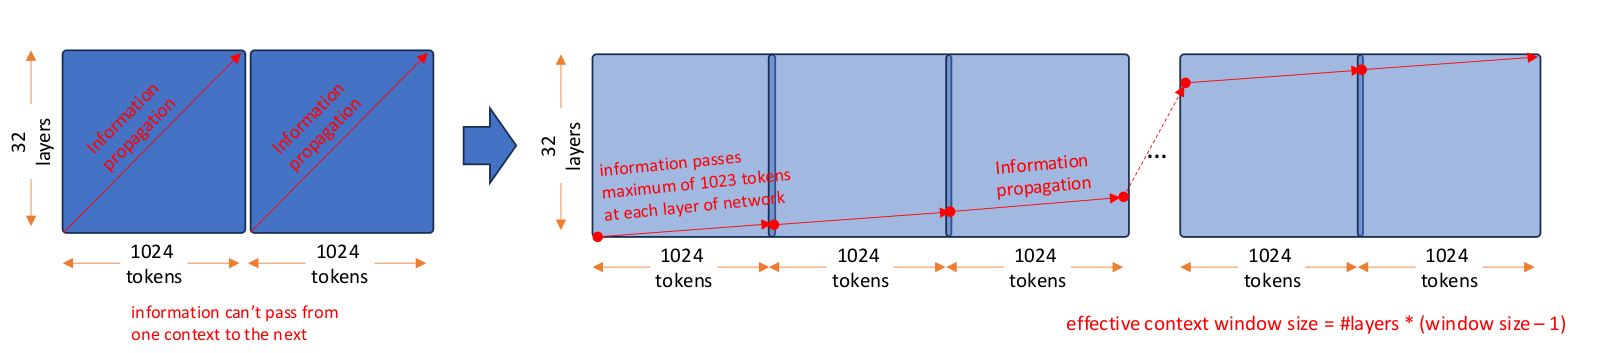 32
layers
Information
propagation
Information
propagation
1024
tokens
1024
tokens
information can't pass from
one context to the next
32
layers
information passes
maximum of 1023 tokens
at each layer of network
Information
propagation
...
1024
tokens
1024
tokens
1024
tokens
1024
tokens
1024
tokens
effective context window size = #layers * (window size – 1)